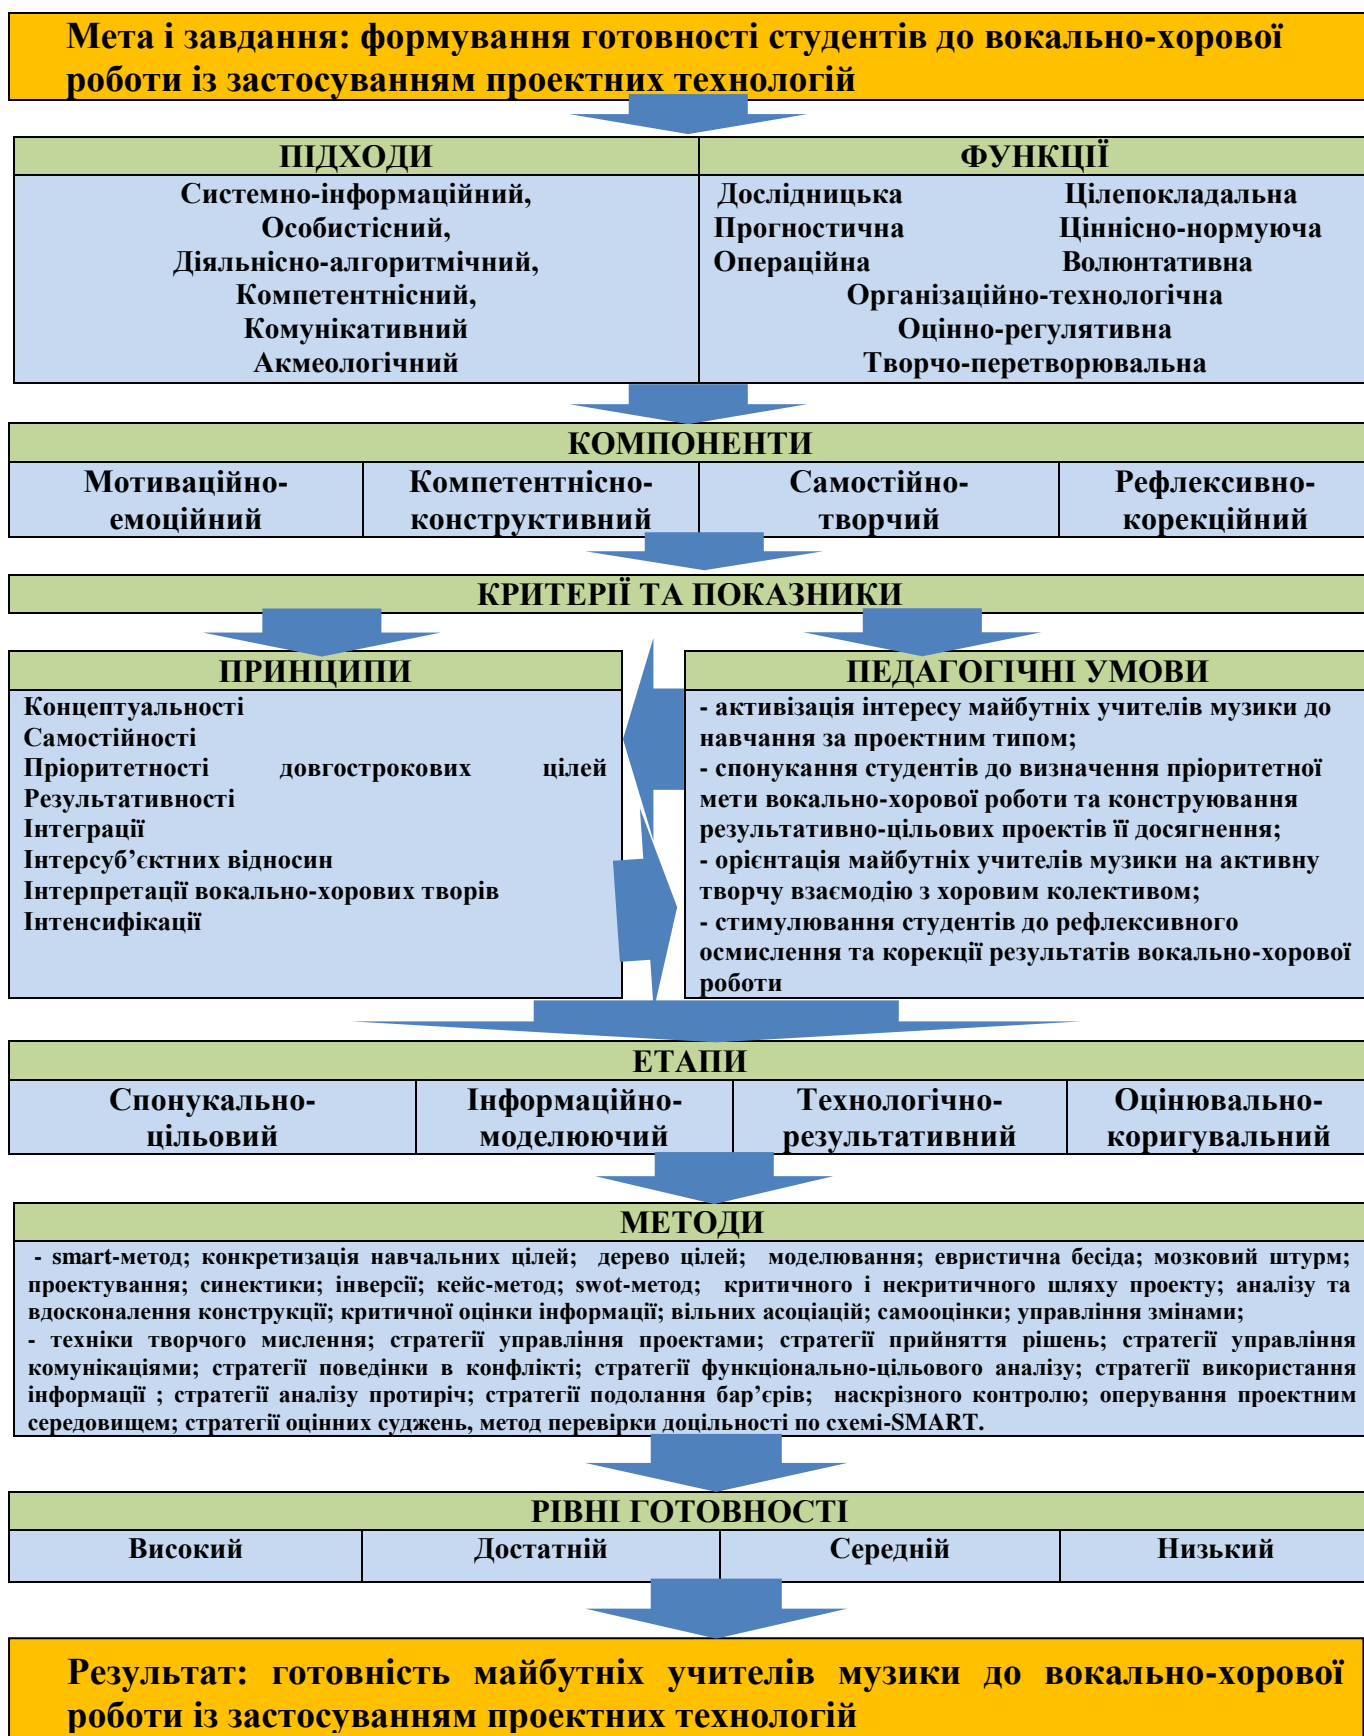 Мета і завдання: формування готовності студентів до вокально-хорової
роботи із застосуванням проектних технологій
ПІДХОДИ
Системно-інформаційний,
Особистісний,
Діяльнісно-алгоритмічний,
Компетентнісний,
Комунікативний
Акмеологічний
ФУНКЦІЇ
Дослідницька Цілепокладальна
Прогностична Ціннісно-нормуюча
Операційна Волюнтативна
Організаційно-технологічна
Оцінно-регулятивна
Творчо-перетворювальна
КОМПОНЕНТИ
Мотиваційно-
емоційний
Компетентнісно-
конструктивний
Самостійно-
творчий
Рефлексивно-
корекційний
КРИТЕРІЇ ТА ПОКАЗНИКИ
ПРИНЦИПИ
Концептуальності
Самостійності
Пріоритетності довгострокових цілей
Результативності
Інтеграції
Інтерсуб’єктних відносин
Інтерпретації вокально-хорових творів
Інтенсифікації
ПЕДАГОГІЧНІ УМОВИ
- активізація інтересу майбутніх учителів музики до
навчання за проектним типом;
- спонукання студентів до визначення пріоритетної
мети вокально-хорової роботи та конструювання
результативно-цільових проектів її досягнення;
- орієнтація майбутніх учителів музики на активну
творчу взаємодію з хоровим колективом;
- стимулювання студентів до рефлексивного
осмислення та корекції результатів вокально-хорової
роботи
ЕТАПИ
Спонукально-
цільовий
Інформаційно-
моделюючий
Технологічно-
результативний
Оцінювально-
коригувальний
МЕТОДИ
- smart-метод; конкретизація навчальних цілей; дерево цілей; моделювання; евристична бесіда; мозковий штурм;
проектування; синектики; інверсії; кейс-метод; swot-метод; критичного і некритичного шляху проекту; аналізу та
вдосконалення конструкції; критичної оцінки інформації; вільних асоціацій; самооцінки; управління змінами;
- техніки творчого мислення; стратегії управління проектами; стратегії прийняття рішень; стратегії управління
комунікаціями; стратегії поведінки в конфлікті; стратегії функціонально-цільового аналізу; стратегії використання
інформації ; стратегії аналізу протиріч; стратегії подолання бар’єрів; наскрізного контролю; оперування проектним
середовищем; стратегії оцінних суджень, метод перевірки доцільності по схемі-SMART.
РІВНІ ГОТОВНОСТІ
Високий
Достатній
Середній
Низький
Результат: готовність майбутніх учителів музики до вокально-хорової
роботи із застосуванням проектних технологій